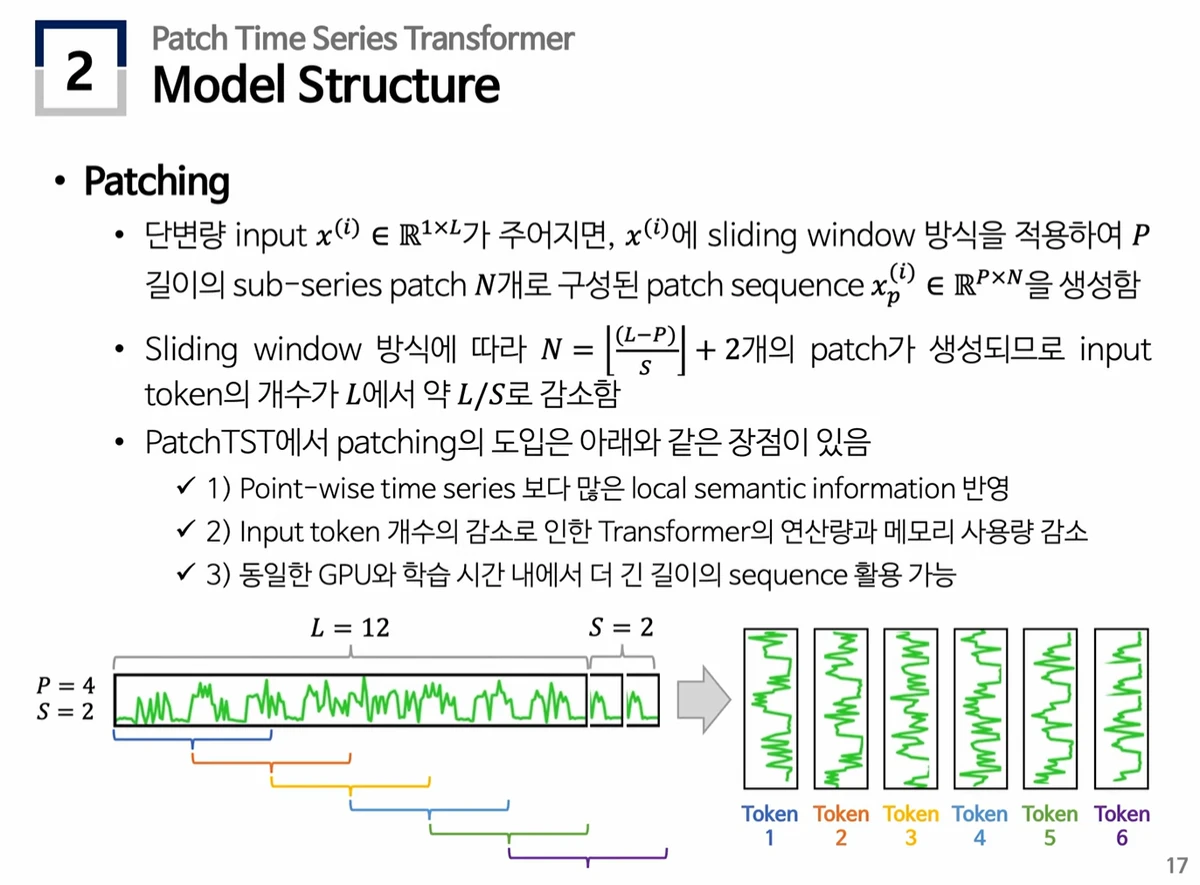 2
Patch Time Series Transformer
Model Structure
• Patching
• 단변량 input x^(i) ∈ ℝ^{1×L}가 주어지면, x^(i)에 sliding window 방식을 적용하여 P
길이의 sub-series patch N개로 구성된 patch sequence x_p^(i) ∈ ℝ^{P×N}을 생성함
• Sliding window 방식에 따라 N = ⌊(L−P)/S⌋ + 2개의 patch가 생성되므로 input
token의 개수가 L에서 약 L/S로 감소함
• PatchTST에서 patching의 도입은 아래와 같은 장점이 있음
✓ 1) Point-wise time series 보다 많은 local semantic information 반영
✓ 2) Input token 개수의 감소로 인한 Transformer의 연산량과 메모리 사용량 감소
✓ 3) 동일한 GPU와 학습 시간 내에서 더 긴 길이의 sequence 활용 가능
L = 12
S = 2
P = 4
S = 2
Token 1
Token 2
Token 3
Token 4
Token 5
Token 6
17